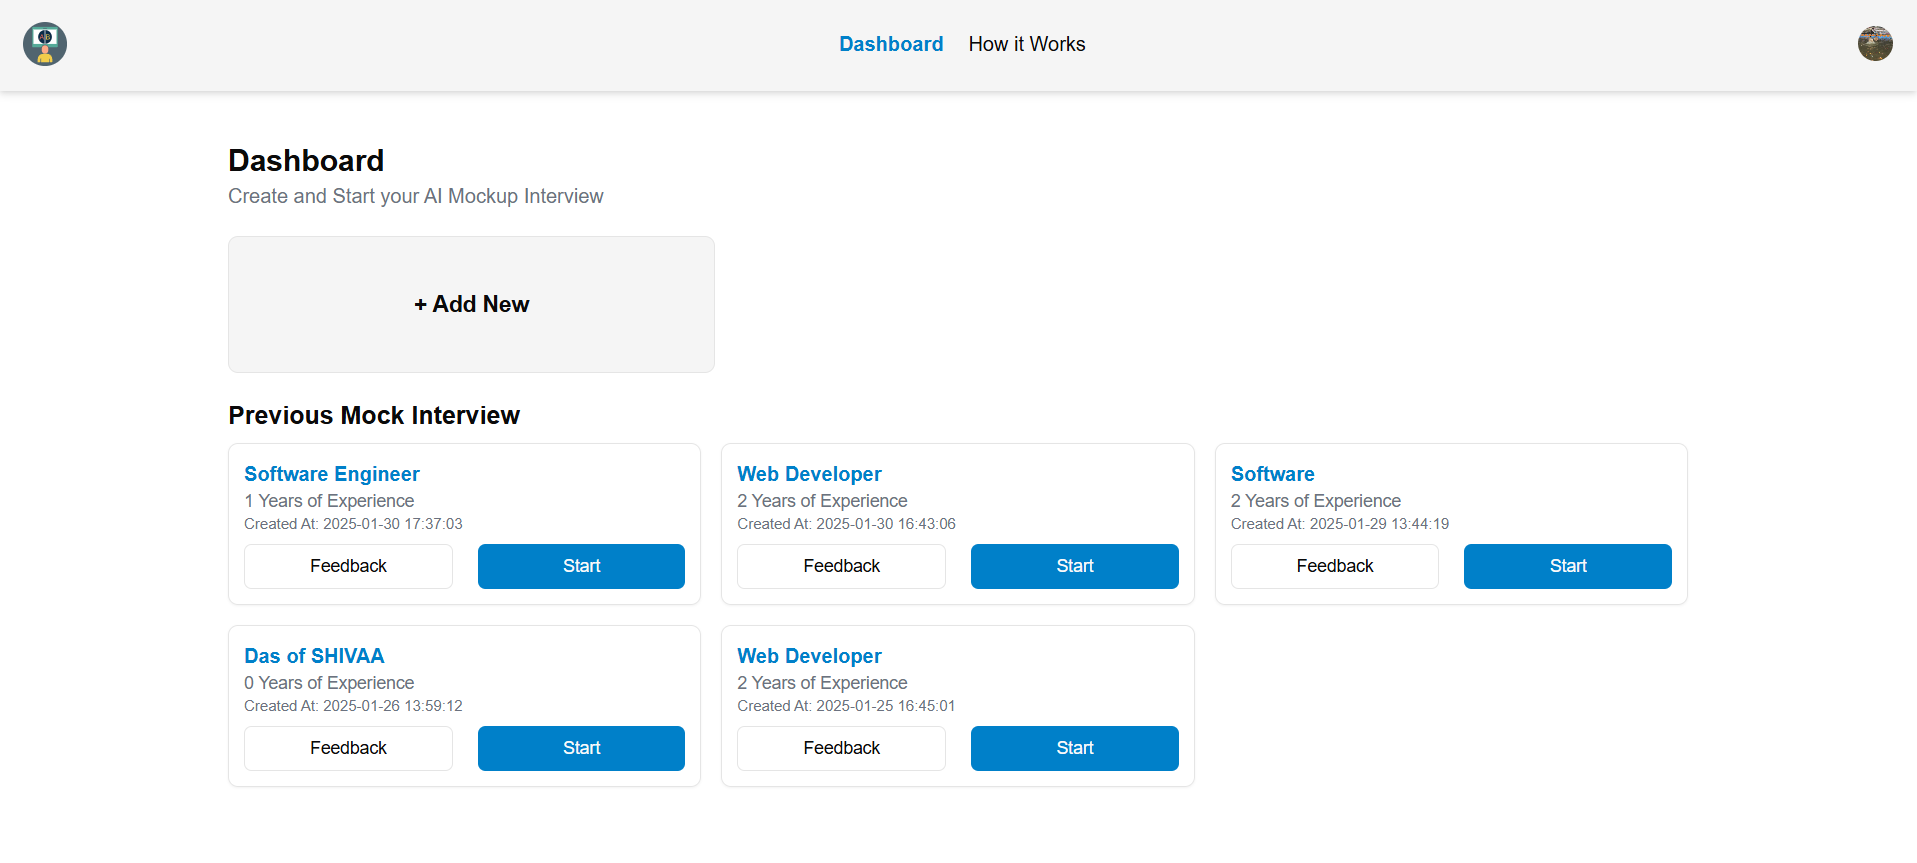 Dashboard
How it Works
Dashboard
Create and Start your AI Mockup Interview
+ Add New
Previous Mock Interview
Software Engineer
1 Years of Experience
Created At: 2025-01-30 17:37:03
Feedback
Start
Web Developer
2 Years of Experience
Created At: 2025-01-30 16:43:06
Feedback
Start
Software
2 Years of Experience
Created At: 2025-01-29 13:44:19
Feedback
Start
Das of SHIVAA
0 Years of Experience
Created At: 2025-01-26 13:59:12
Feedback
Start
Web Developer
2 Years of Experience
Created At: 2025-01-25 16:45:01
Feedback
Start